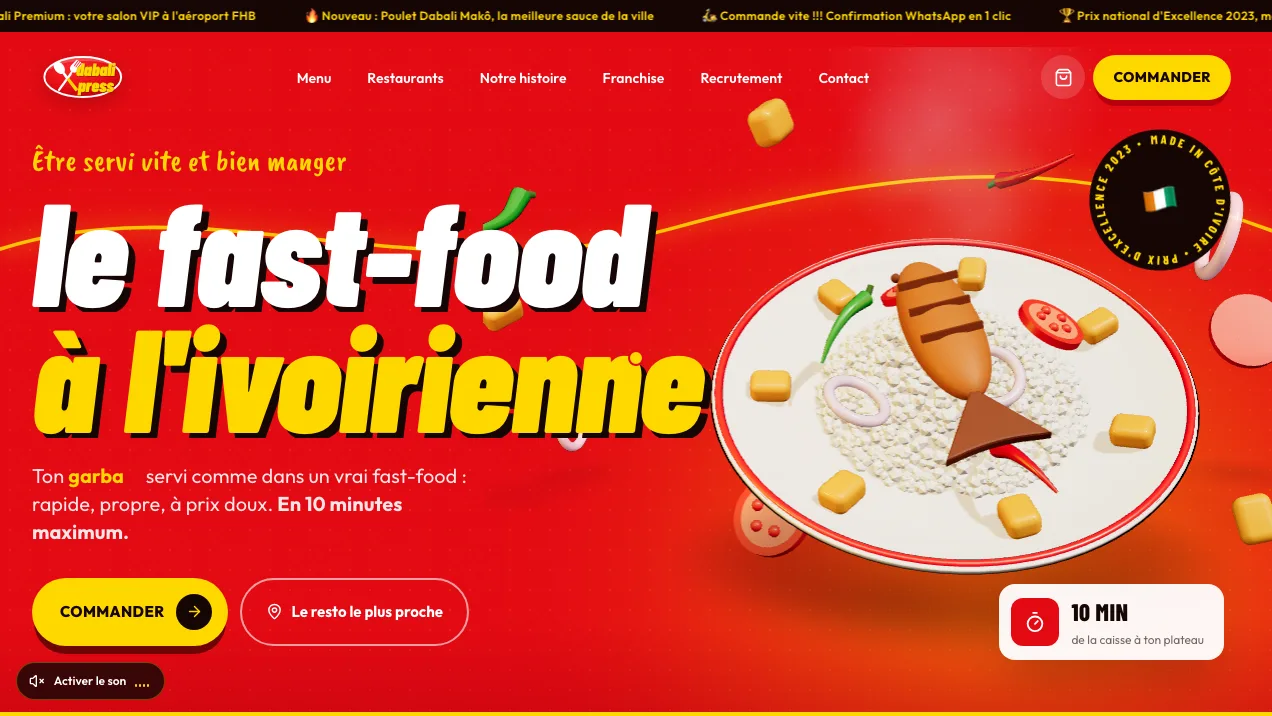 ali Premium : votre salon VIP à l'aéroport FHB
🔥 Nouveau : Poulet Dabali Makô, la meilleure sauce de la ville
🛵 Commande vite !!! Confirmation WhatsApp en 1 clic
🏆 Prix national d'Excellence 2023, m
dabali
xpress
Menu
Restaurants
Notre histoire
Franchise
Recrutement
Contact
COMMANDER
Être servi vite et bien manger
MADE IN CÔTE D'IVOIRE • PRIX D'EXCELLENCE 2023 •
le fast-food
à l'ivoirienne
Ton garba servi comme dans un vrai fast-food :
rapide, propre, à prix doux. En 10 minutes
maximum.
COMMANDER
Le resto le plus proche
10 MIN
de la caisse à ton plateau
Activer le son